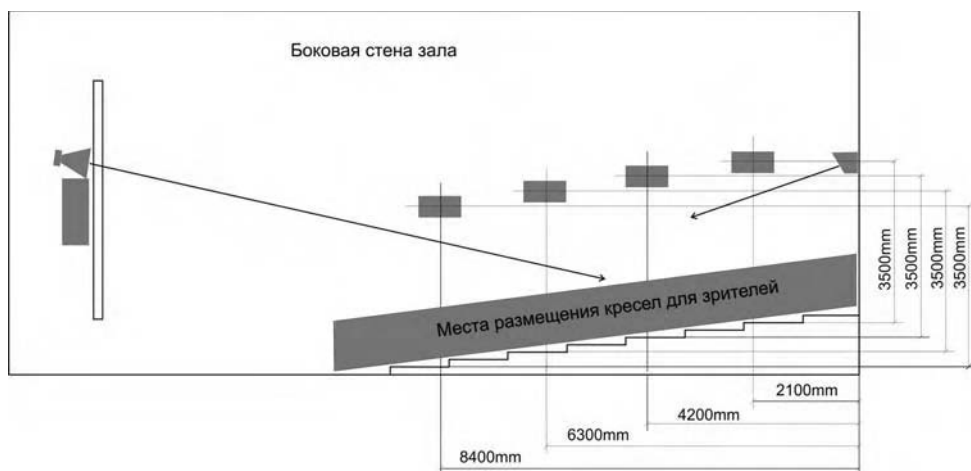 Боковая стена зала
Места размещения кресел для зрителей
3500mm
3500mm
3500mm
3500mm
2100mm
4200mm
6300mm
8400mm